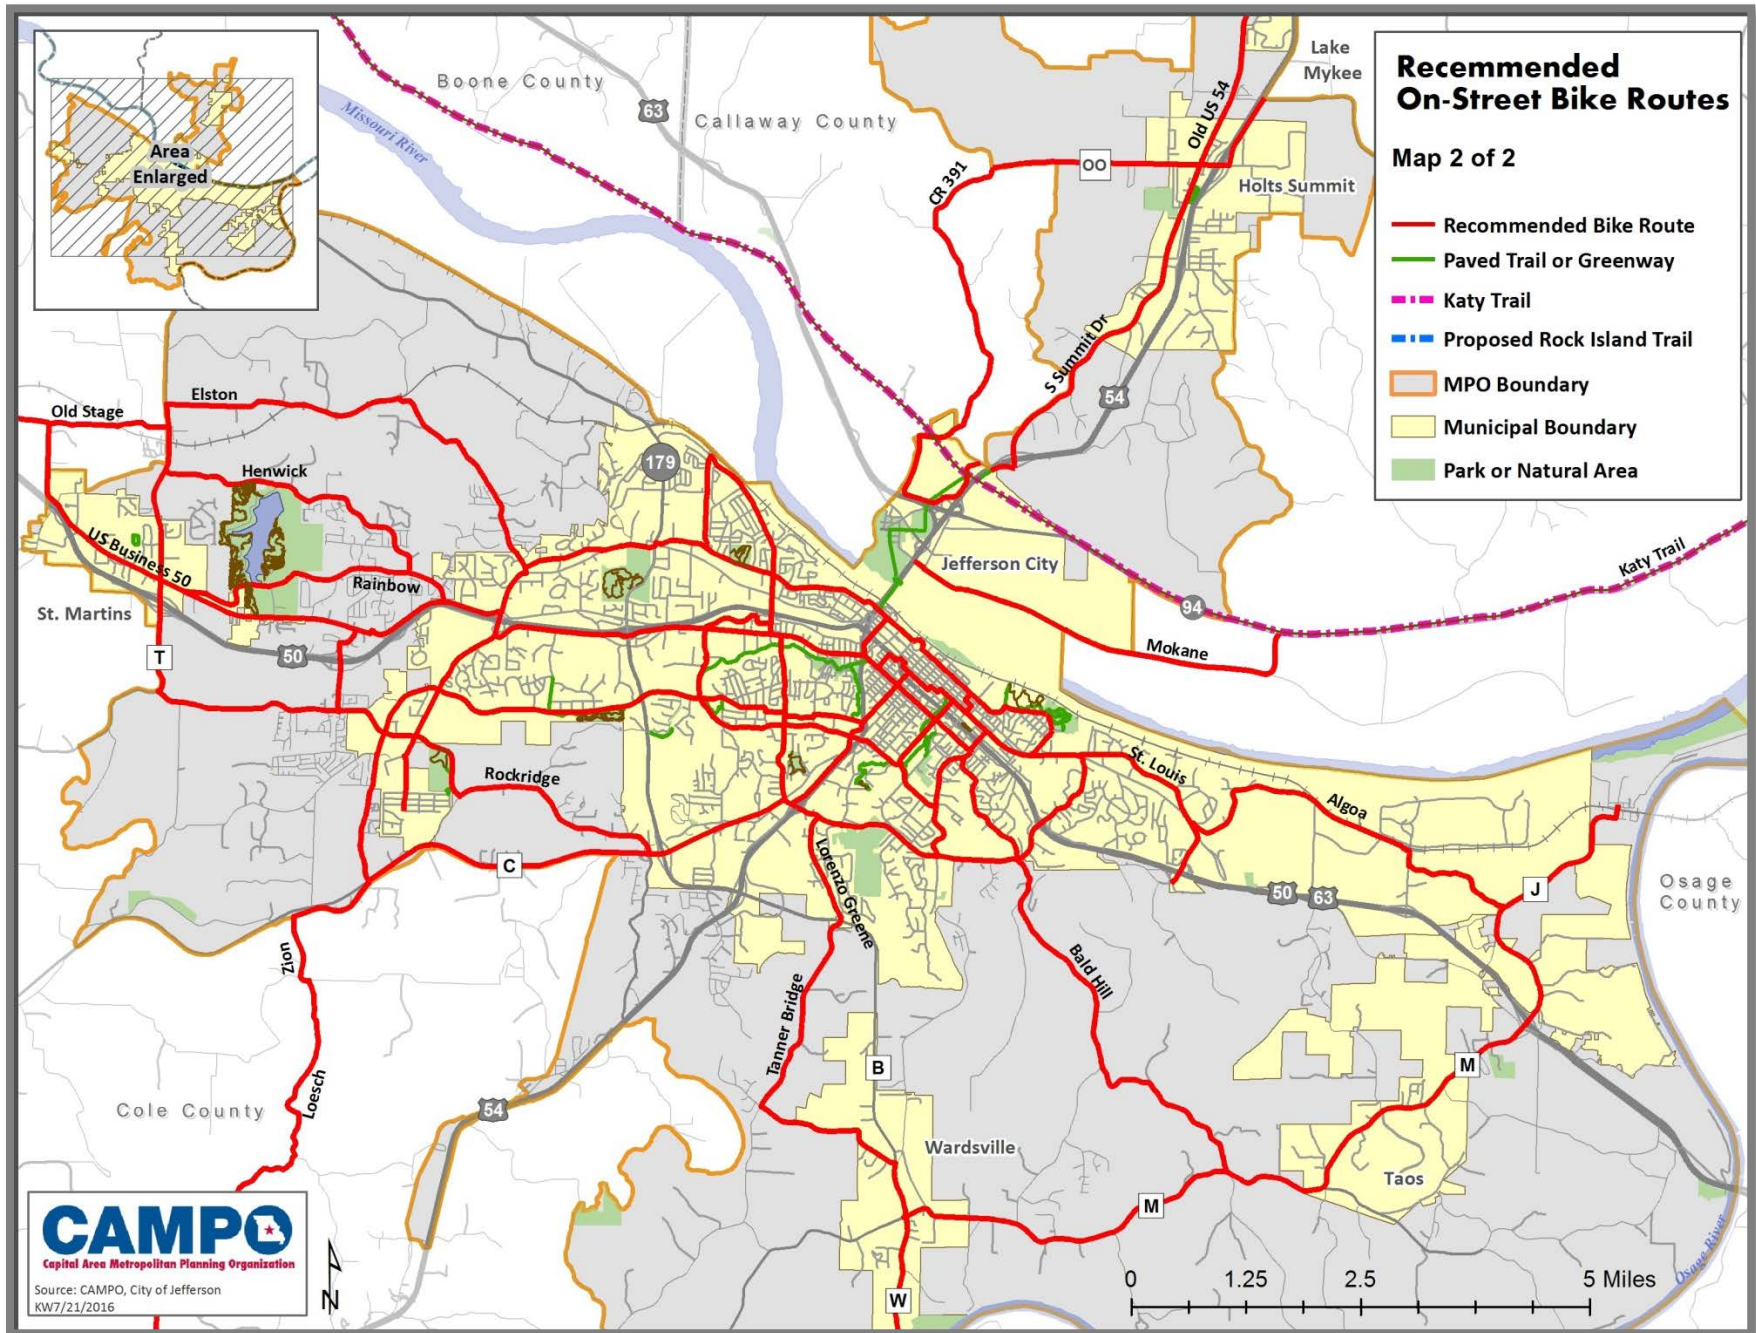 Recemmended
On-Street Bike Routes
Map 2 of 2
Recommended Bike Route
Paved Trail or Greenway
Katy Trail
Proposed Rock Island Trail
MPO Boundary
Municipal Boundary
Park or Natural Area
Area
Enlarged
Boone County
63
Callaway County
Missouri River
Lake
Mykee
Old US 54
OO
CR 391
Holts Summit
S Summit Dr
54
Old Stage
Elston
179
Henwick
US Business 50
Rainbow
St. Martins
T
50
Jefferson City
Katy Trail
94
Mokane
Rockridge
St. Louis
Algoa
C
Lorenzo Greene
50
63
J
Osage
County
Zion
Tanner Bridge
Bald Hill
B
M
Loesch
Cole County
54
Wardsville
Taos
M
W
Osage River
CAMPO
Capital Area Metropolitan Planning Organization
Source: CAMPO, City of Jefferson
KW7/21/2016
N
0 1.25 2.5 5 Miles